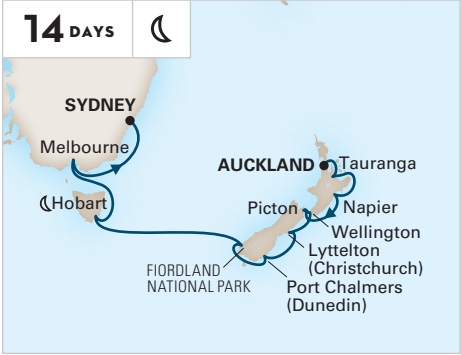 14 DAYS
SYDNEY
Melbourne
Hobart
AUCKLAND
Tauranga
Picton
Napier
Wellington
Lyttelton
(Christchurch)
FIORDLAND
NATIONAL PARK
Port Chalmers
(Dunedin)